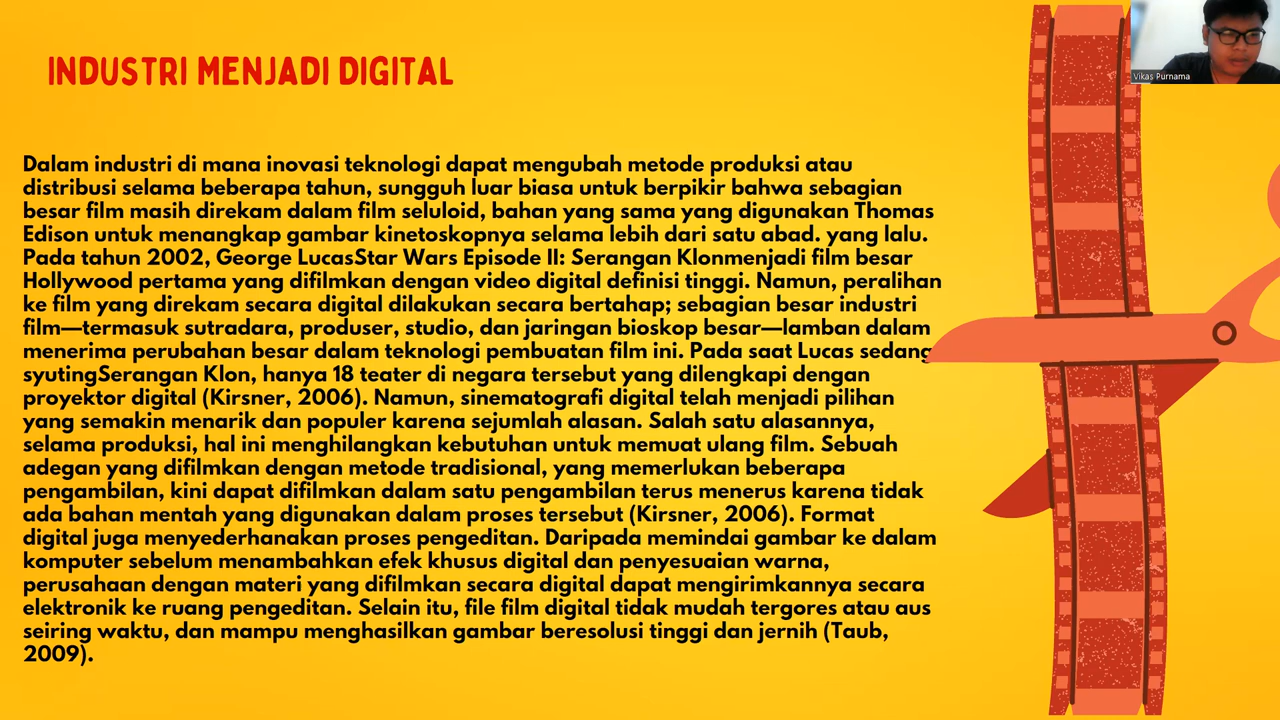 INDUSTRI MENJADI DIGITAL
Dalam industri di mana inovasi teknologi dapat mengubah metode produksi atau
distribusi selama beberapa tahun, sungguh luar biasa untuk berpikir bahwa sebagian
besar film masih direkam dalam film seluloid, bahan yang sama yang digunakan Thomas
Edison untuk menangkap gambar kinetoskopnya selama lebih dari satu abad. yang lalu.
Pada tahun 2002, George LucasStar Wars Episode II: Serangan Klonmenjadi film besar
Hollywood pertama yang difilmkan dengan video digital definisi tinggi. Namun, peralihan
ke film yang direkam secara digital dilakukan secara bertahap; sebagian besar industri
film—termasuk sutradara, produser, studio, dan jaringan bioskop besar—lamban dalam
menerima perubahan besar dalam teknologi pembuatan film ini. Pada saat Lucas sedang
syutingSerangan Klon, hanya 18 teater di negara tersebut yang dilengkapi dengan
proyektor digital (Kirsner, 2006). Namun, sinematografi digital telah menjadi pilihan
yang semakin menarik dan populer karena sejumlah alasan. Salah satu alasannya,
selama produksi, hal ini menghilangkan kebutuhan untuk memuat ulang film. Sebuah
adegan yang difilmkan dengan metode tradisional, yang memerlukan beberapa
pengambilan, kini dapat difilmkan dalam satu pengambilan terus menerus karena tidak
ada bahan mentah yang digunakan dalam proses tersebut (Kirsner, 2006). Format
digital juga menyederhanakan proses pengeditan. Daripada memindai gambar ke dalam
komputer sebelum menambahkan efek khusus digital dan penyesuaian warna,
perusahaan dengan materi yang difilmkan secara digital dapat mengirimkannya secara
elektronik ke ruang pengeditan. Selain itu, file film digital tidak mudah tergores atau aus
seiring waktu, dan mampu menghasilkan gambar beresolusi tinggi dan jernih (Taub,
2009).
Vikas Purnama